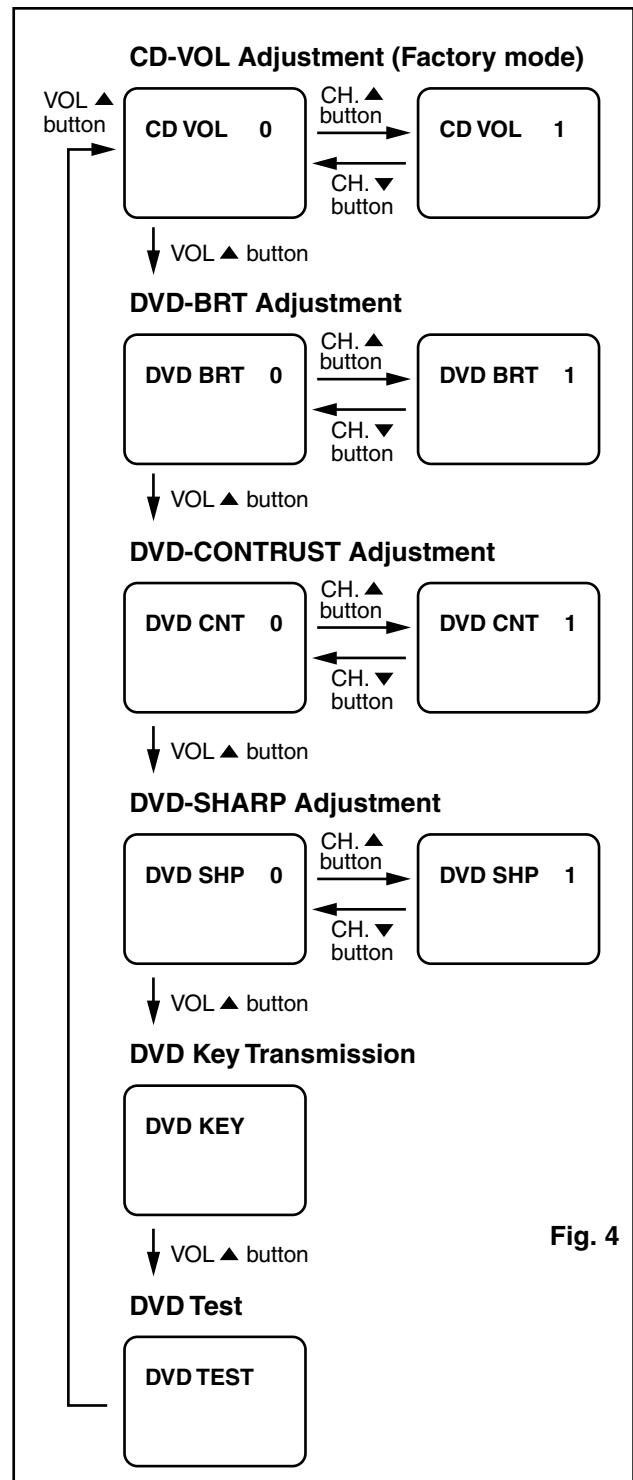 CD-VOL Adjustment (Factory mode)
VOL ▲
button
CD VOL 0
CH. ▲
button
CH. ▼
button
CD VOL 1
VOL ▲ button
DVD-BRT Adjustment
DVD BRT 0
CH. ▲
button
CH. ▼
button
DVD BRT 1
VOL ▲ button
DVD-CONTRUST Adjustment
DVD CNT 0
CH. ▲
button
CH. ▼
button
DVD CNT 1
VOL ▲ button
DVD-SHARP Adjustment
DVD SHP 0
CH. ▲
button
CH. ▼
button
DVD SHP 1
VOL ▲ button
DVD Key Transmission
DVD KEY
VOL ▲ button
Fig. 4
DVD Test
DVD TEST